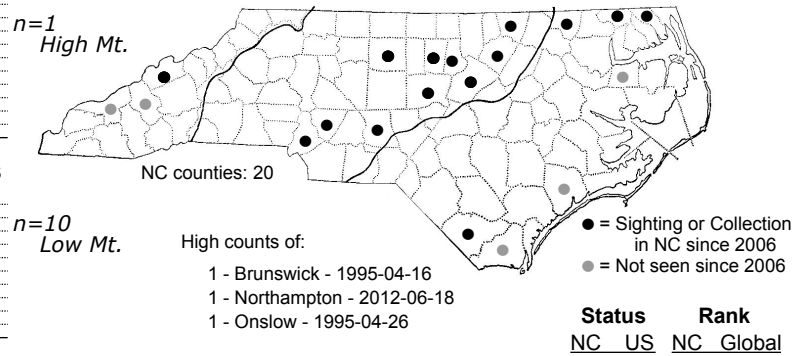 n=1
High Mt.
NC counties: 20
n=10
Low Mt.
High counts of:
1 - Brunswick - 1995-04-16
1 - Northampton - 2012-06-18
1 - Onslow - 1995-04-26
= Sighting or Collection
in NC since 2006
= Not seen since 2006
Status Rank
NC US NC Global